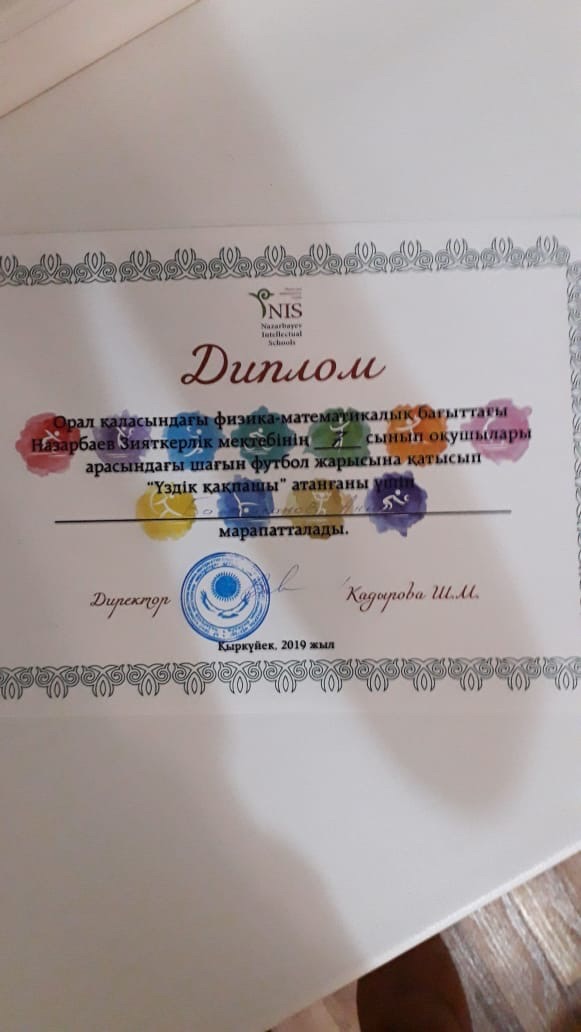 NIS
Nazarbayev
Intellectual
Schools
Диплом
Орал қаласындағы физика-математикалық бағыттағы
Назарбаев Зияткерлік мектебінің 7 сынып оқушылары
арасындағы шағын футбол жарысына қатысып
“Үздік қақпашы” атанғаны үшін
марапатталады.
Директор Кадырова Ш.М.
Қыркүйек, 2019 жыл